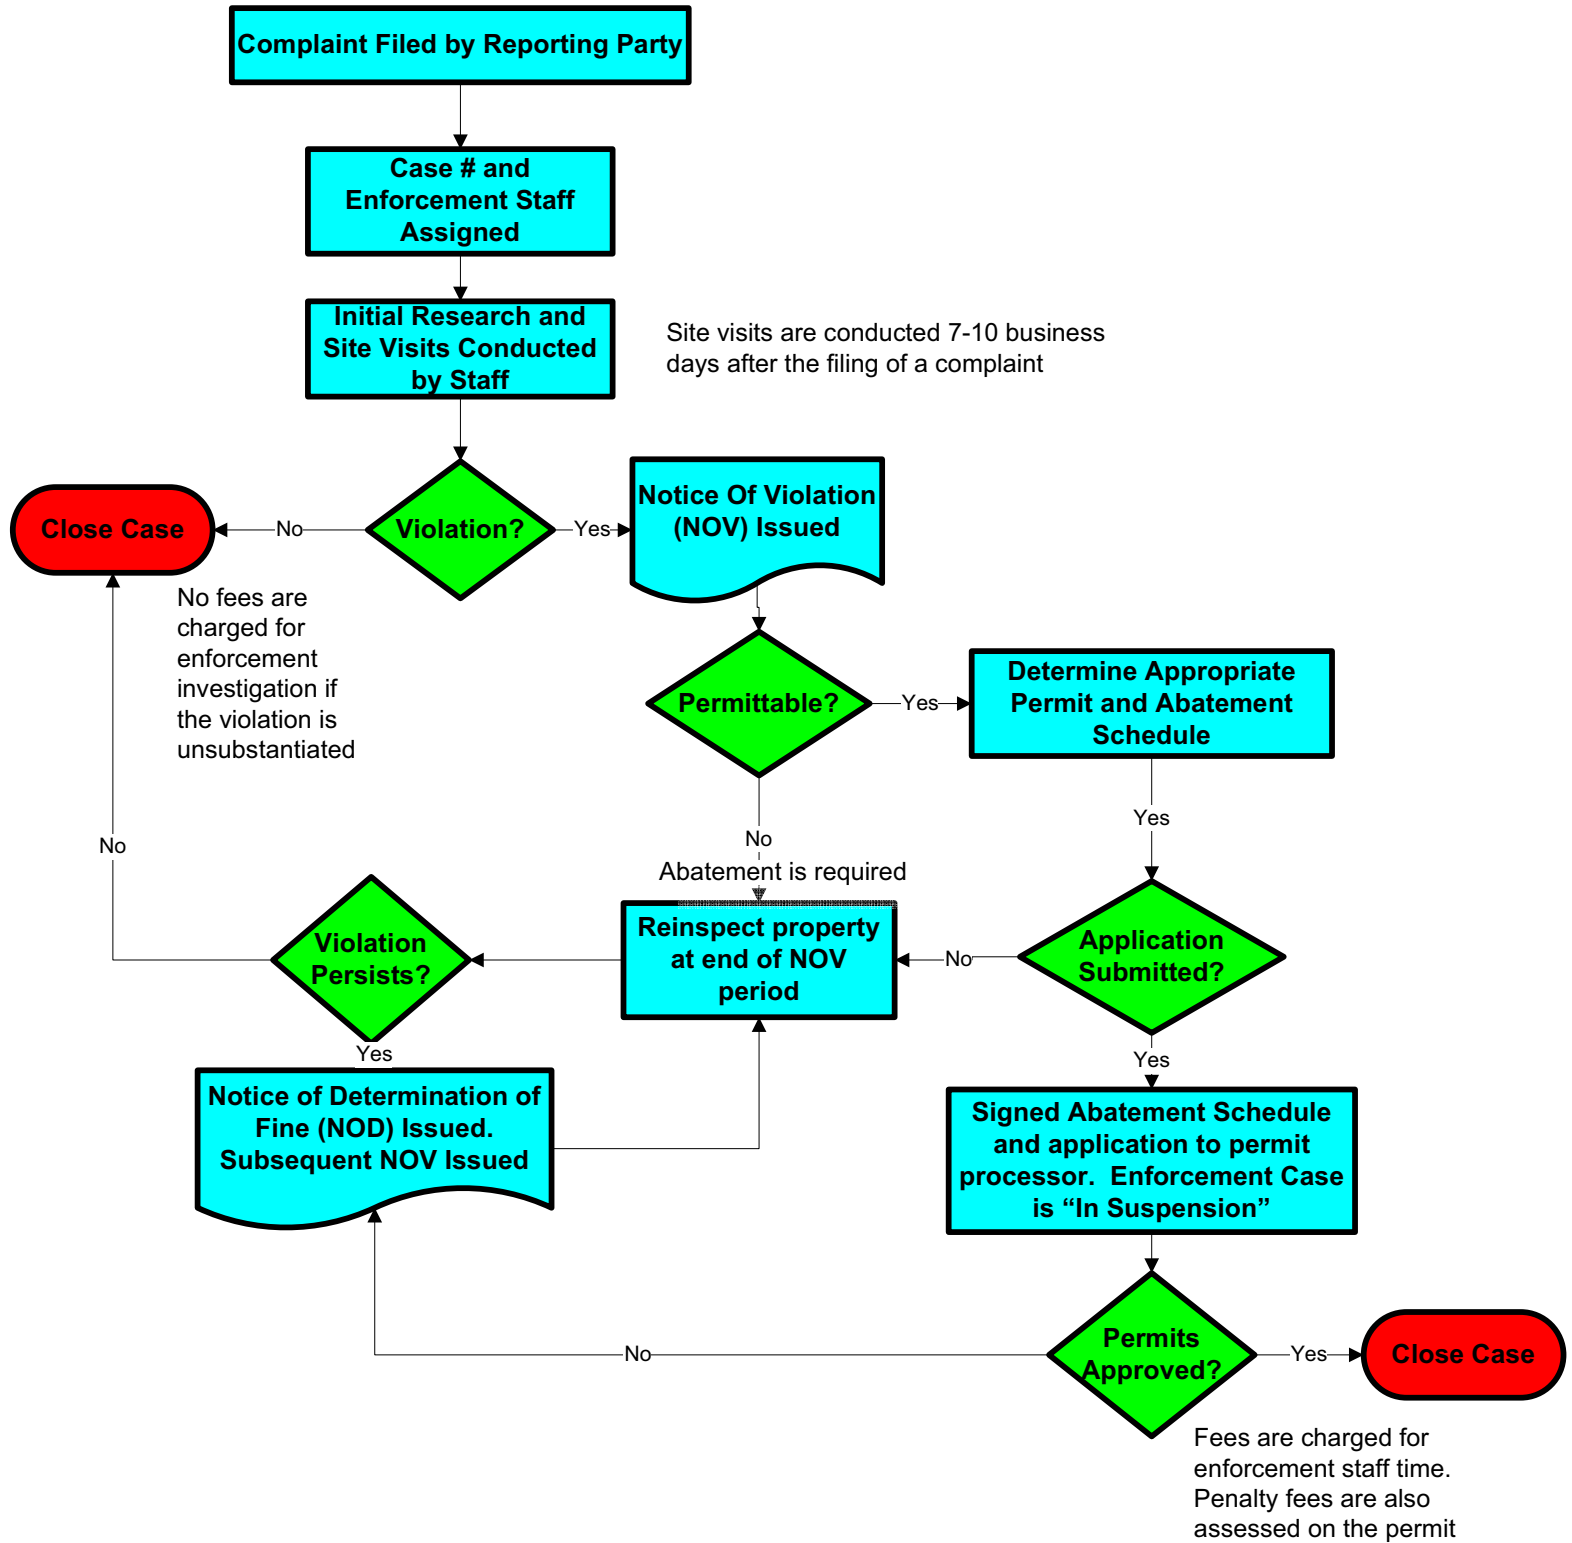 Complaint Filed by Reporting Party
Case # and
Enforcement Staff
Assigned
Initial Research and
Site Visits Conducted
by Staff
Site visits are conducted 7-10 business
days after the filing of a complaint
Close Case
No
Violation?
Yes
Notice Of Violation
(NOV) Issued
No fees are
charged for
enforcement
investigation if
the violation is
unsubstantiated
Permittable?
Yes
Determine Appropriate
Permit and Abatement
Schedule
Yes
No
No
Abatement is required
Violation
Persists?
Reinspect property
at end of NOV
period
No
Application
Submitted?
Yes
Yes
Notice of Determination of
Fine (NOD) Issued.
Subsequent NOV Issued
Signed Abatement Schedule
and application to permit
processor.  Enforcement Case
is “In Suspension”
No
Permits
Approved?
Yes
Close Case
Fees are charged for
enforcement staff time.
Penalty fees are also
assessed on the permit